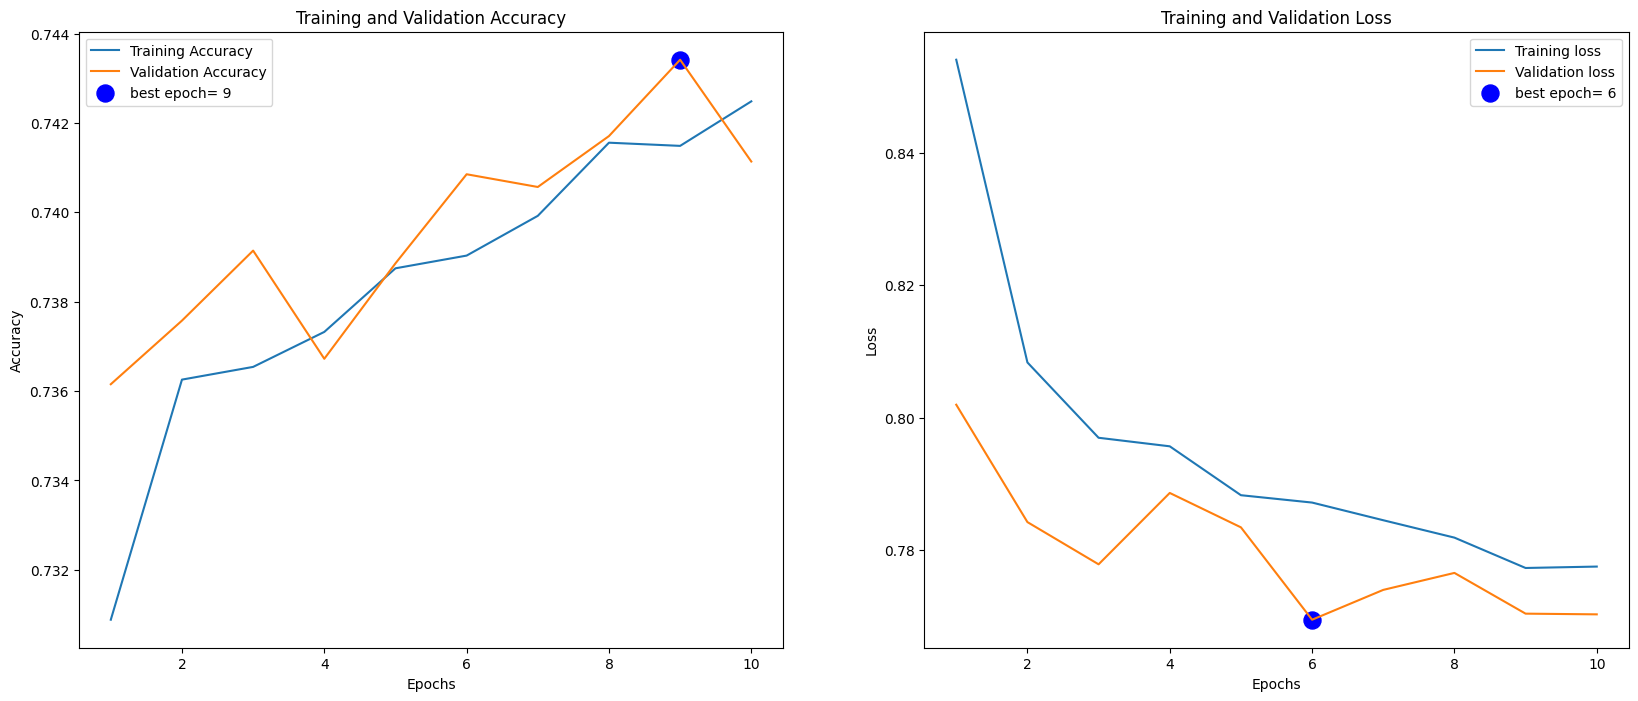 Training and Validation Accuracy
Training Accuracy
Validation Accuracy
best epoch= 9
0.744
0.742
0.740
0.738
0.736
0.734
0.732
Accuracy
2 4 6 8 10
Epochs
Training and Validation Loss
Training loss
Validation loss
best epoch= 6
0.84
0.82
0.80
0.78
Loss
2 4 6 8 10
Epochs